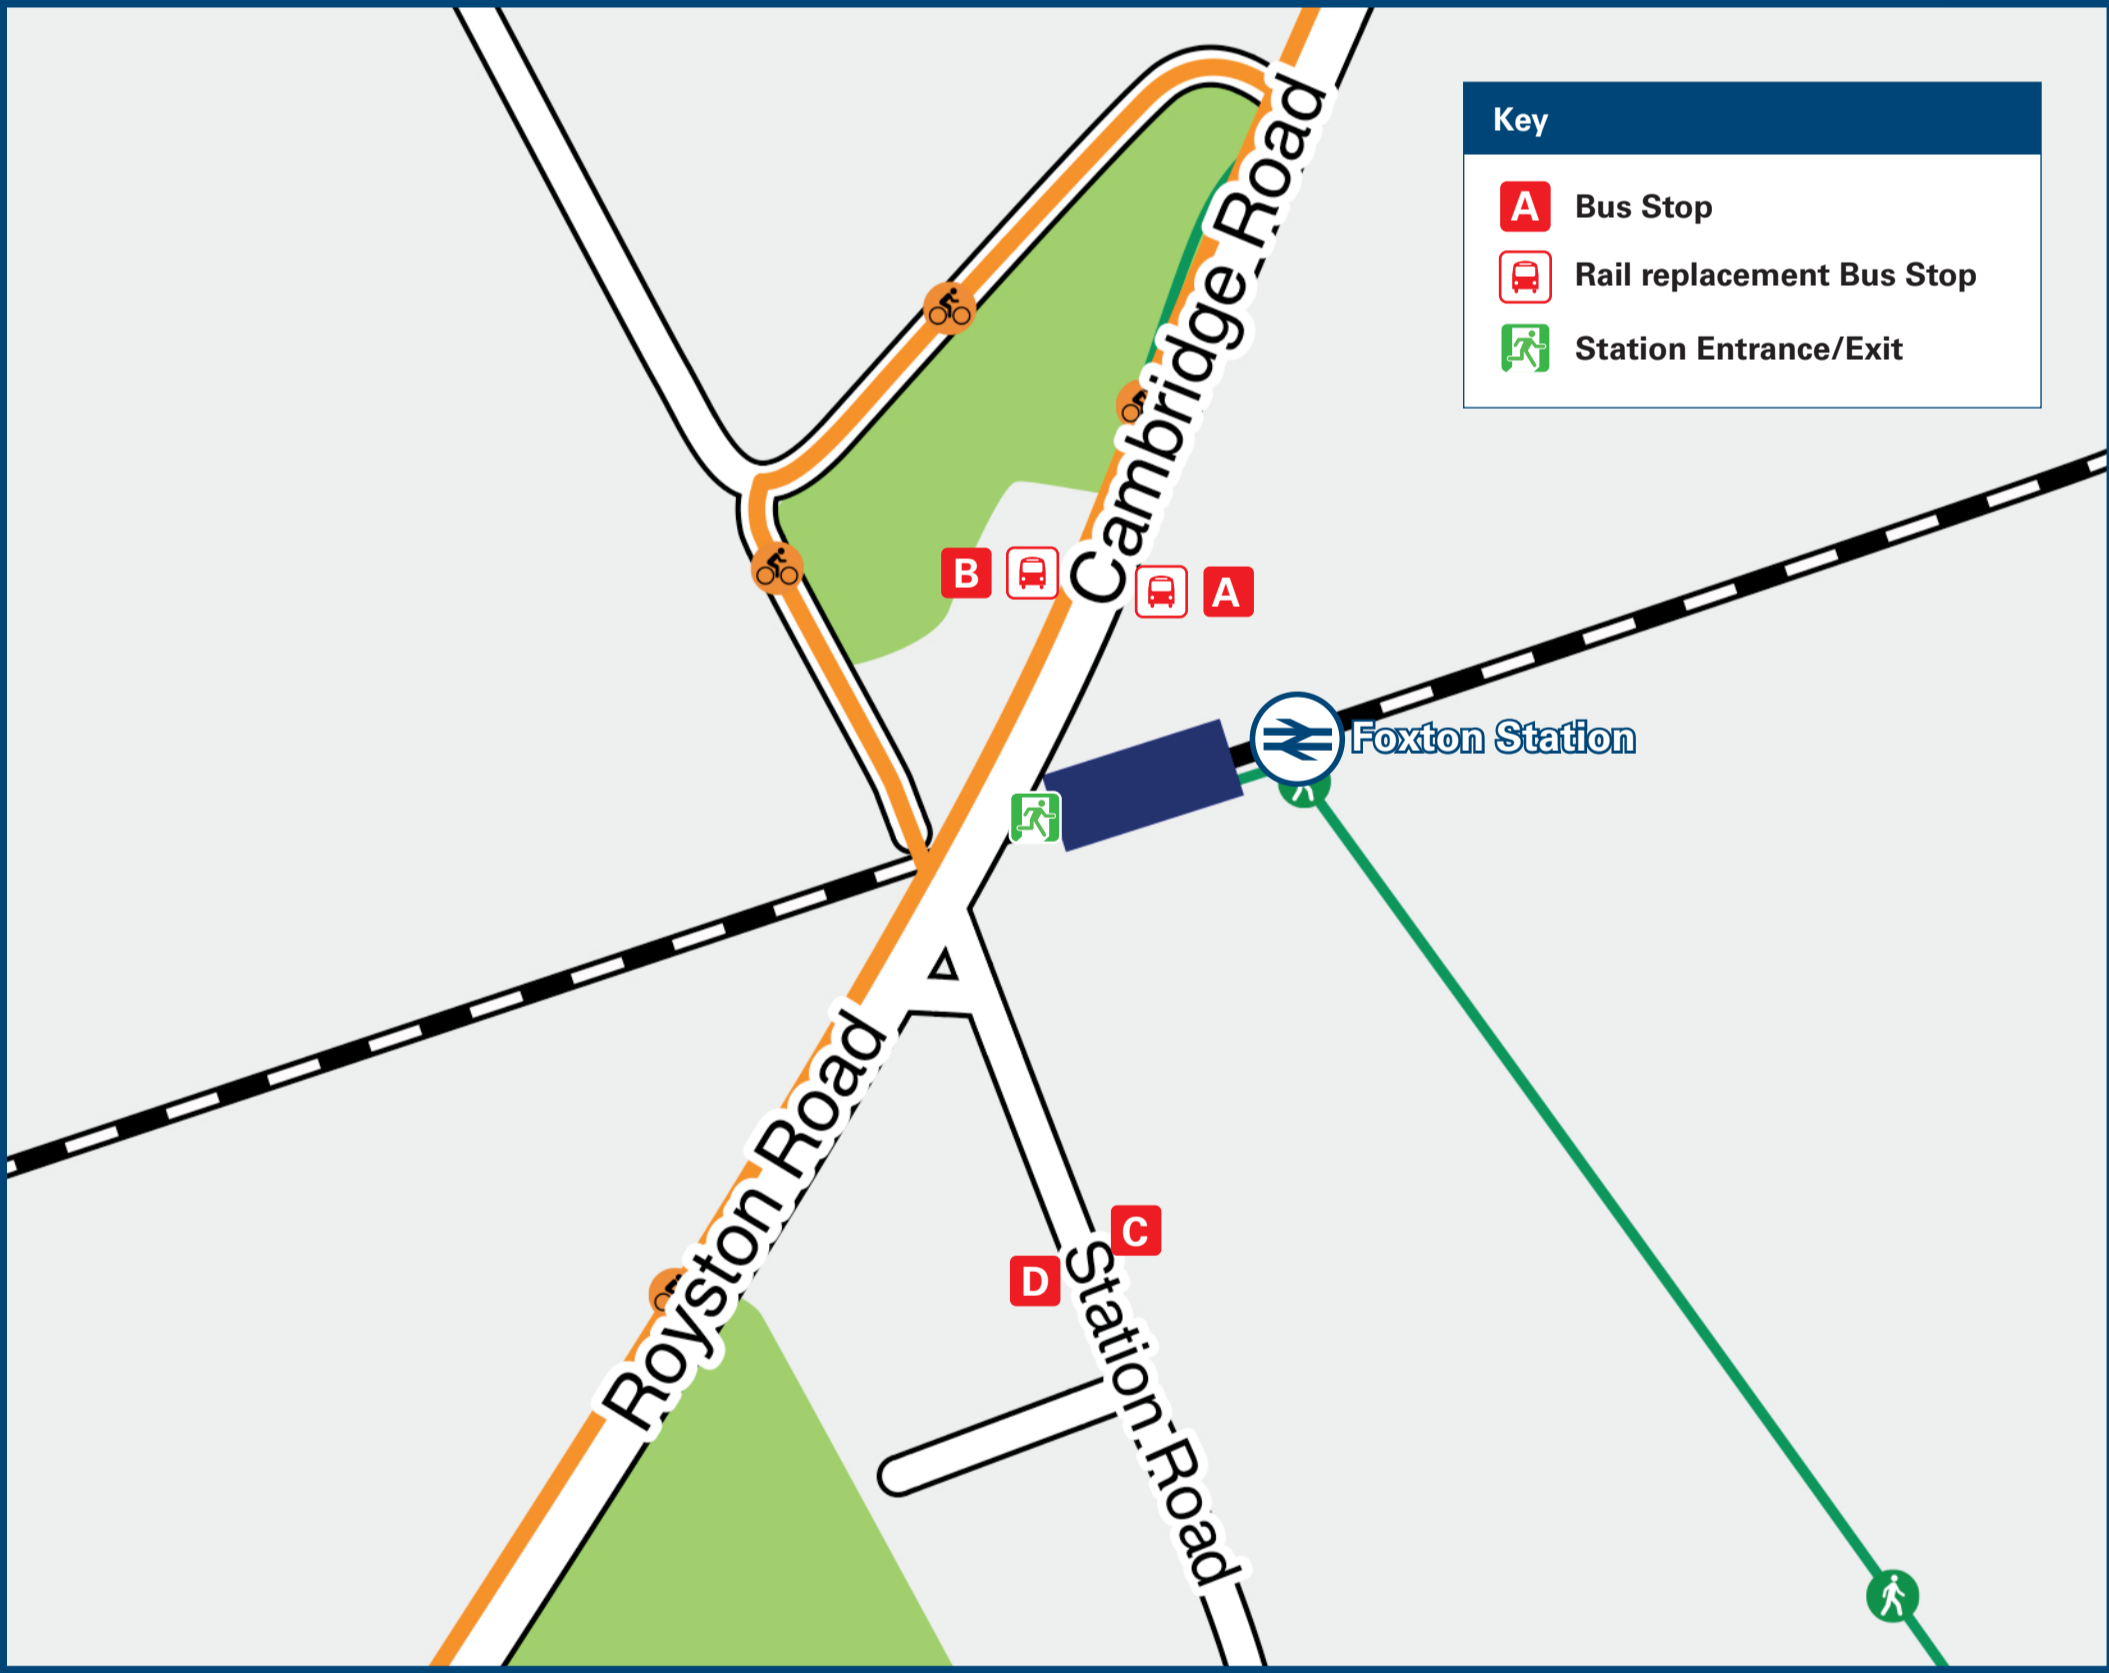 Key
A Bus Stop
Rail replacement Bus Stop
Station Entrance/Exit
Cambridge Road
B
A
Foxton Station
Royston Road
C
D
Station Road